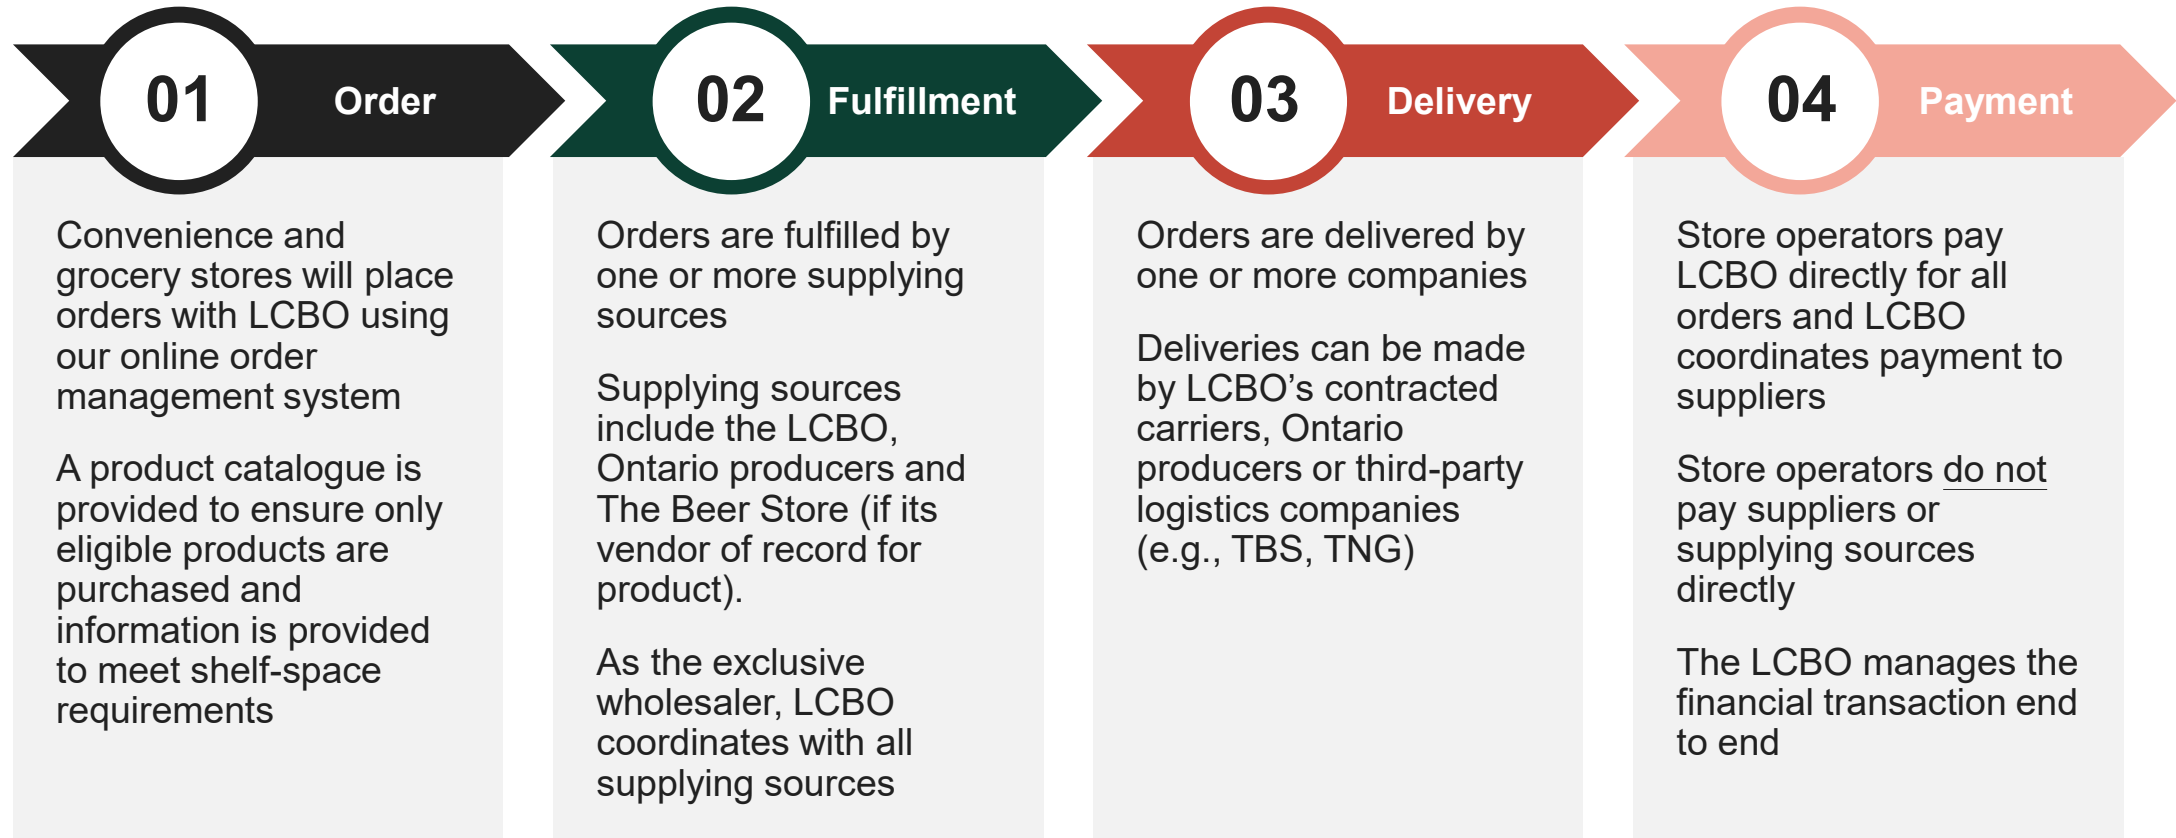 01
Order
Convenience and
grocery stores will place
orders with LCBO using
our online order
management system
A product catalogue is
provided to ensure only
eligible products are
purchased and
information is provided
to meet shelf-space
requirements
02
Fulfillment
Orders are fulfilled by
one or more supplying
sources
Supplying sources
include the LCBO,
Ontario producers and
The Beer Store (if its
vendor of record for
product).
As the exclusive
wholesaler, LCBO
coordinates with all
supplying sources
03
Delivery
Orders are delivered by
one or more companies
Deliveries can be made
by LCBO’s contracted
carriers, Ontario
producers or third-party
logistics companies
(e.g., TBS, TNG)
04
Payment
Store operators pay
LCBO directly for all
orders and LCBO
coordinates payment to
suppliers
Store operators do not
pay suppliers or
supplying sources
directly
The LCBO manages the
financial transaction end
to end